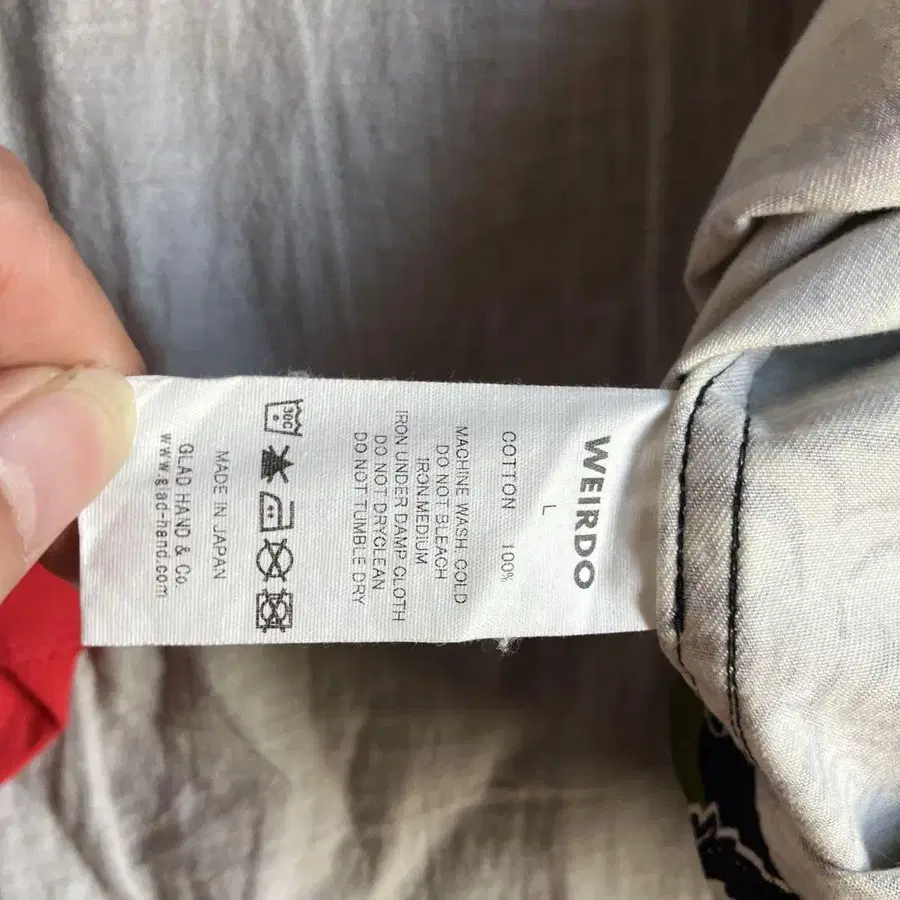 WEIRDO
L
COTTON 100%
MACHINE WASH COLD
DO NOT BLEACH
IRON.MEDIUM
IRON UNDER DAMP CLOTH
DO NOT DRYCLEAN
DO NOT TUMBLE DRY
30C
MADE IN JAPAN
GLAD HAND & Co.
www.glad-hand.com